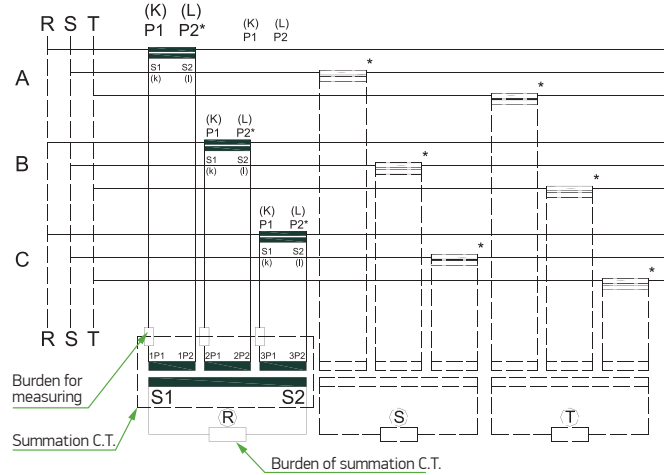 (K) (L)
P1 P2*
(K) (L)
P1 P2
R S T
S1 S2
(k) (l)
*
*
A
(K) (L)
P1 P2*
S1 S2
(k) (l)
*
*
B
(K) (L)
P1 P2*
S1 S2
(k) (l)
*
*
C
R S T
1P1 1P2 2P1 2P2 3P1 3P2
S1 S2
R S T
Burden for
measuring
Summation C.T.
Burden of summation C.T.